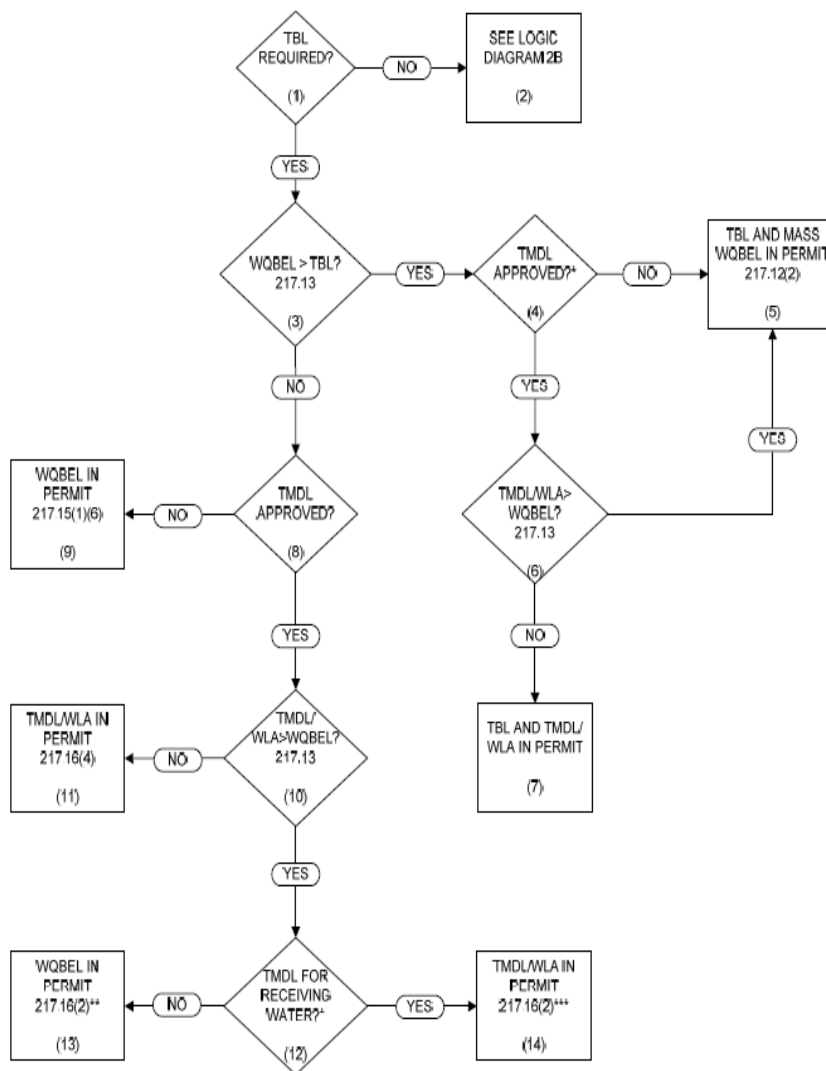 TBL
REQUIRED?
(1)
NO
SEE LOGIC
DIAGRAM 2B
(2)
YES
WQBEL > TBL?
217.13
(3)
YES
TMDL
APPROVED?*
(4)
NO
TBL AND MASS
WQBEL IN PERMIT
217.12(2)
(5)
NO
YES
YES
WQBEL IN
PERMIT
217.15(1)(6)
(9)
NO
TMDL
APPROVED?
(8)
TMDL/WLA>
WQBEL?
217.13
(6)
YES
NO
TMDL/WLA IN
PERMIT
217.16(4)
(11)
NO
TMDL/
WLA>WQBEL?
217.13
(10)
TBL AND TMDL/
WLA IN PERMIT
(7)
YES
WQBEL IN
PERMIT
217.16(2)**
(13)
NO
TMDL FOR
RECEIVING
WATER?*
(12)
YES
TMDL/WLA IN
PERMIT
217.16(2)***
(14)